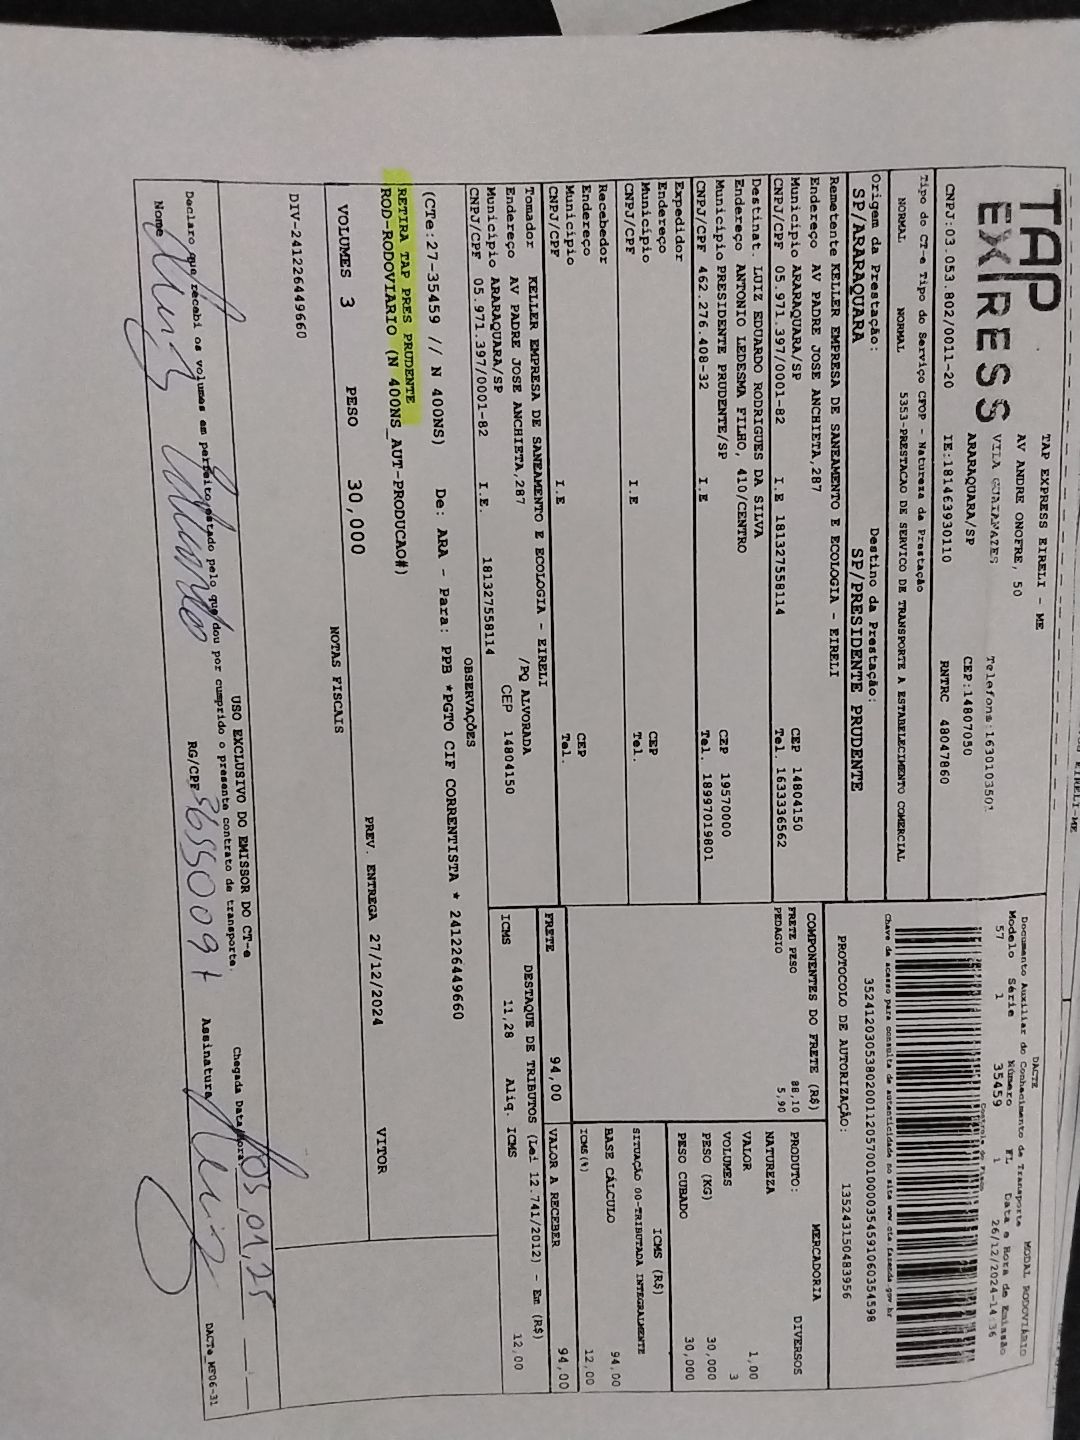 TAP
EXPRESS
TAP EXPRESS EIRELI - ME
AV ANDRE ONOFRE, 50
VILA GUAIANAZES
Telefone:1630103501
ARARAQUARA/SP
CEP:14807050
CNPJ:03.053.802/0011-20
IE:181463930110
RNTRC 48047860
DACTE
MODAL RODOVIÁRIO
Documento Auxiliar do Conhecimento de Transporte
Modelo Série Número FL Data e Hora de Emissão
57 1 35459 1 26/12/2024-14:36
Controle do Fisco
Chave de acesso para consulta de autenticidade no site www.cte.fazenda.gov.br
35241203053802001120570010000354591060354598
PROTOCOLO DE AUTORIZAÇÃO: 135243150483956
Tipo do CT-e Tipo do Serviço CFOP - Natureza da Prestação
NORMAL NORMAL 5353-PRESTACAO DE SERVICO DE TRANSPORTE A ESTABELECIMENTO COMERCIAL
Origem da Prestação: Destino da Prestação:
SP/ARARAQUARA SP/PRESIDENTE PRUDENTE
Remetente KELLER EMPRESA DE SANEAMENTO E ECOLOGIA - EIRELI
Endereço AV PADRE JOSE ANCHIETA,287
Município ARARAQUARA/SP CEP 14804150
CNPJ/CPF 05.971.397/0001-82 I.E 181327558114 Tel. 1633336562
Destinat. LUIZ EDUARDO RODRIGUES DA SILVA
Endereço ANTONIO LEDESMA FILHO, 410/CENTRO
Município PRESIDENTE PRUDENTE/SP CEP 19570000
CNPJ/CPF 462.276.408-32 I.E Tel. 18997019801
Expedidor
Endereço
Município CEP
CNPJ/CPF I.E Tel.
Recebedor
Endereço
Município CEP
CNPJ/CPF I.E Tel.
Tomador KELLER EMPRESA DE SANEAMENTO E ECOLOGIA - EIRELI
Endereço AV PADRE JOSE ANCHIETA,287 /PQ ALVORADA
Município ARARAQUARA/SP CEP 14804150
CNPJ/CPF 05.971.397/0001-82 I.E. 181327558114
COMPONENTES DO FRETE (R$)
FRETE PESO 88,10
PEDAGIO 5,90
FRETE 94,00
PRODUTO: MERCADORIA
NATUREZA DIVERSOS
VALOR 1,00
VOLUMES 3
PESO (KG) 30,000
PESO CUBADO 30,000
ICMS (R$)
SITUAÇÃO 00-TRIBUTADA INTEGRALMENTE
BASE CÁLCULO 94,00
ICMS(%) 12,00
VALOR A RECEBER 94,00
DESTAQUE DE TRIBUTOS (Lei 12.741/2012) - Em (R$)
ICMS 11,28 Aliq. ICMS 12,00
OBSERVAÇÕES
(CTe:27-35459 // N 400NS) De: ARA - Para: PPB *PGTO CIF CORRENTISTA * 241226449660
RETIRA TAP PRES PRUDENTE
ROD-RODOVIARIO (N 400NS_AUT-PRODUCAO#)
VOLUMES 3 PESO 30,000 PREV. ENTREGA 27/12/2024 VITOR
NOTAS FISCAIS
DIV-241226449660
USO EXCLUSIVO DO EMISSOR DO CT-e
Declaro que recebi os volumes em perfeito estado pelo que dou por cumprido o presente contrato de transporte.
Chegada Data/Hora: 03,01,25
Nome Luiz Eduardo RG/CPF Assinatura Luiz
DACTe_MF06-31